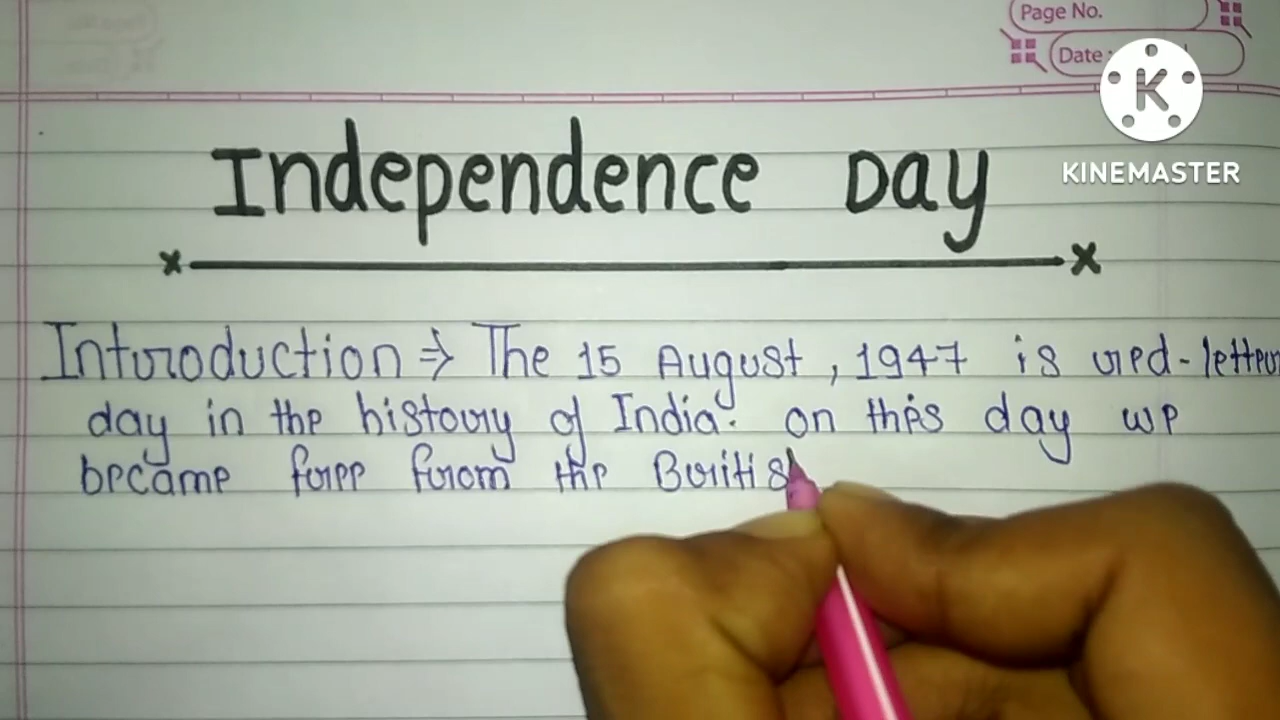 Page No.
Date :
K
KINEMASTER
Independence Day
x x
Introduction ⇒ The 15 August, 1947 is red-letter
day in the history of India. on this day we
became free from the Britis